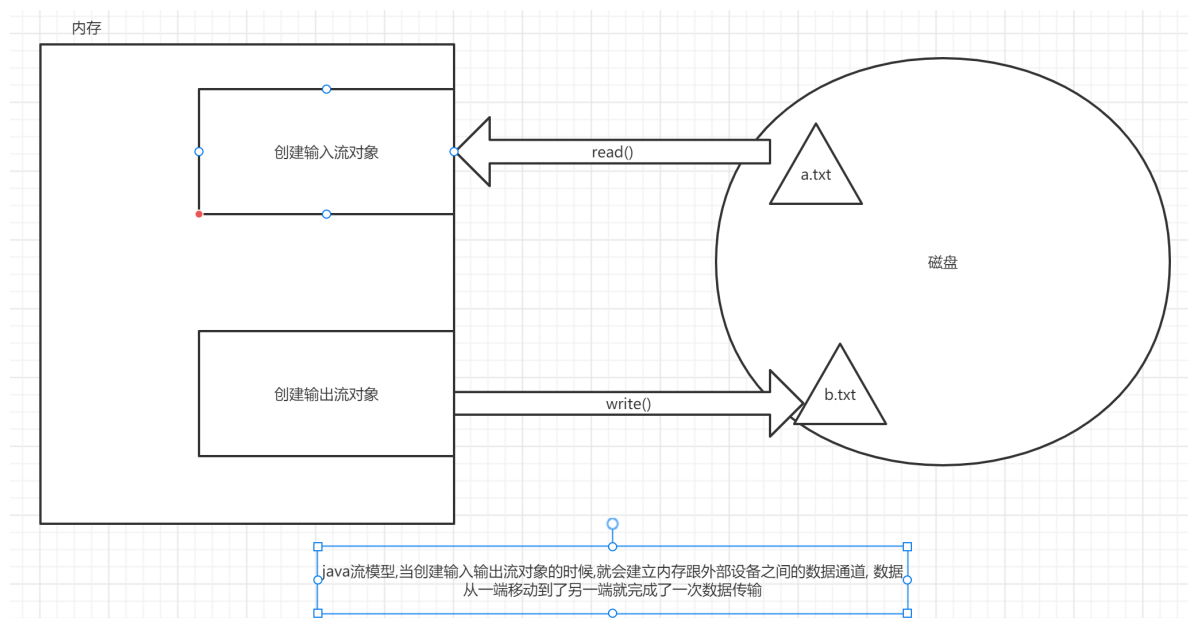 内存
创建输入流对象
read()
a.txt
磁盘
创建输出流对象
write()
b.txt
java流模型,当创建输入输出流对象的时候,就会建立内存跟外部设备之间的数据通道, 数据
从一端移动到了另一端就完成了一次数据传输